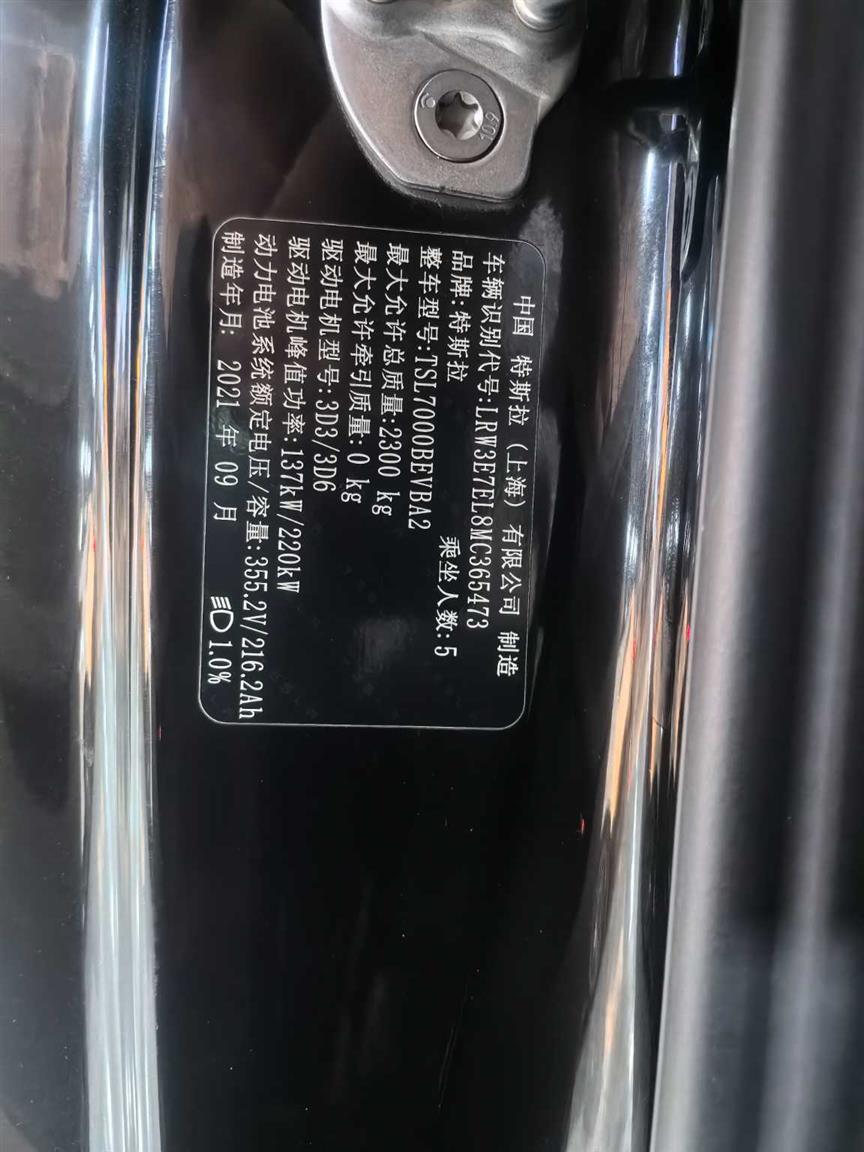 中国 特斯拉（上海）有限公司 制造
车辆识别代号:LRW3E7EL8MC365473
品牌:特斯拉 乘坐人数:5
整车型号:TSL7000BEVBA2
最大允许总质量:2300 kg
最大允许牵引质量: 0 kg
驱动电机型号:3D3/3D6
驱动电机峰值功率:137kW/220kW
动力电池系统额定电压/容量:355.2V/216.2Ah
制造年月: 2021 年 09 月 1.0%
10.9